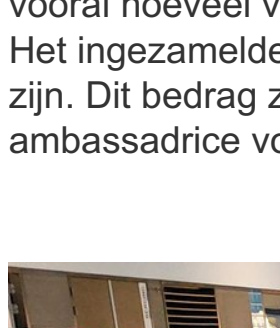 vooral hoeveel
Het ingezamelde
zijn. Dit bedrag
ambassadrice